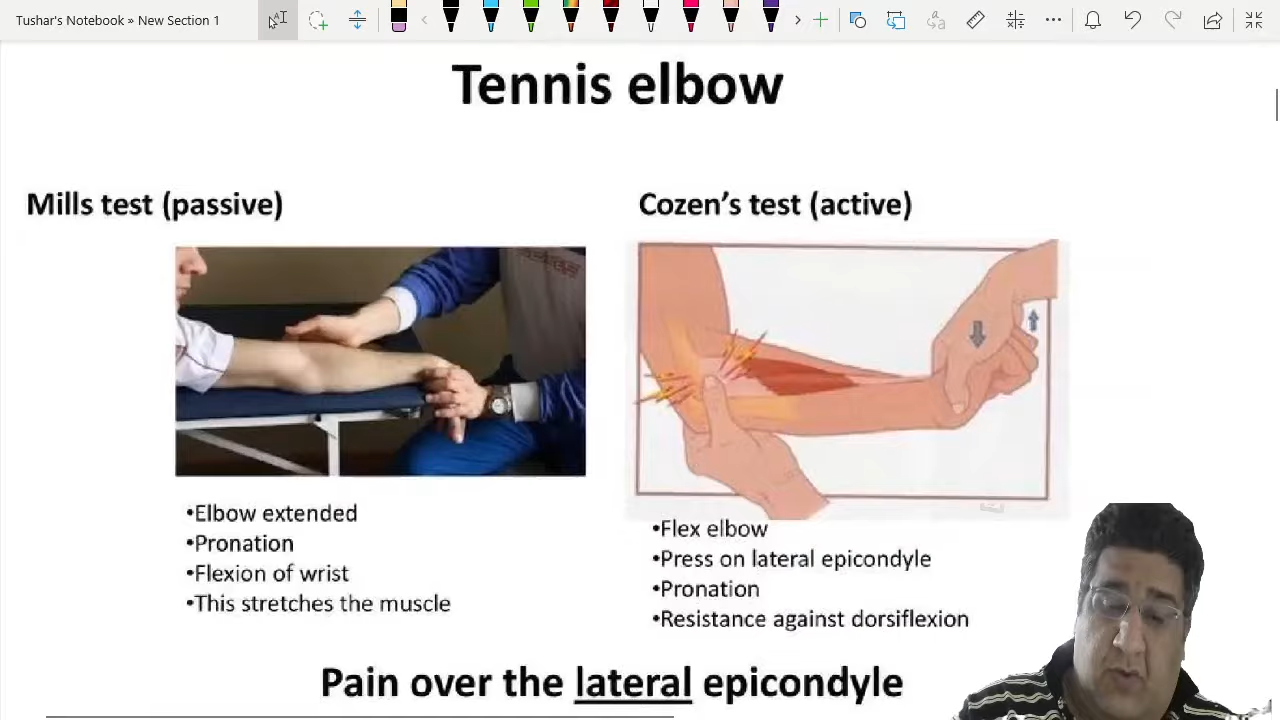 Tushar's Notebook » New Section 1
Tennis elbow
Mills test (passive)
•Elbow extended
•Pronation
•Flexion of wrist
•This stretches the muscle
Cozen's test (active)
•Flex elbow
•Press on lateral epicondyle
•Pronation
•Resistance against dorsiflexion
Pain over the lateral epicondyle